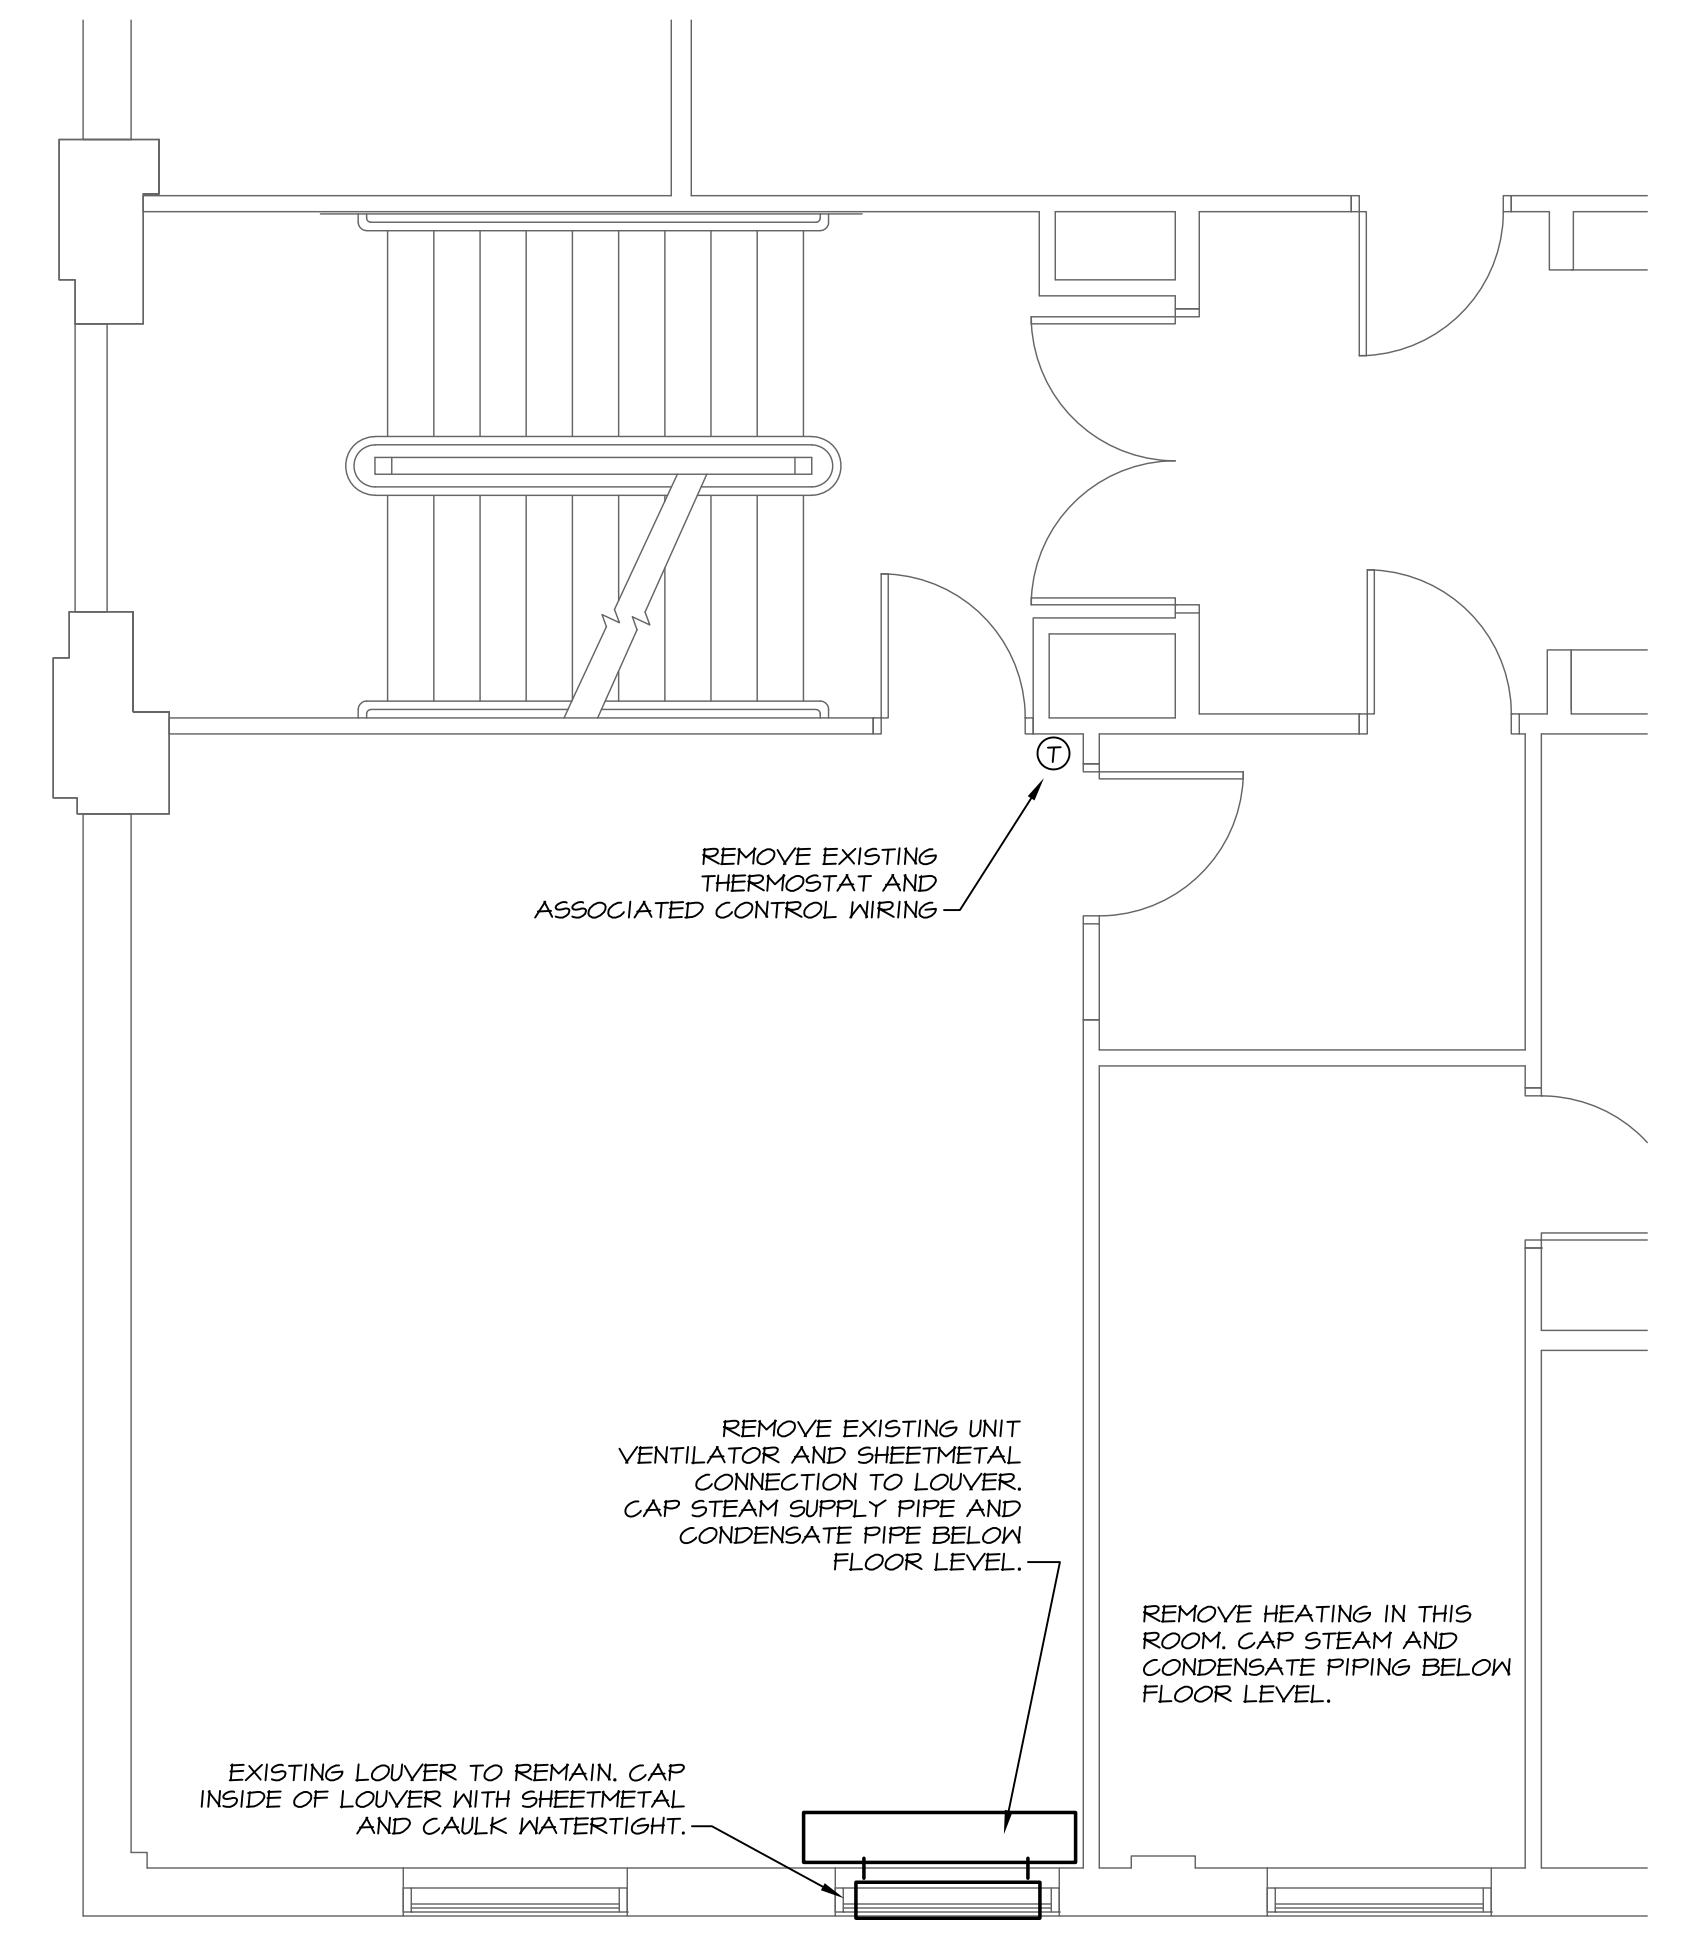 T
REMOVE EXISTING
THERMOSTAT AND
ASSOCIATED CONTROL WIRING
REMOVE EXISTING UNIT
VENTILATOR AND SHEETMETAL
CONNECTION TO LOUVER.
CAP STEAM SUPPLY PIPE AND
CONDENSATE PIPE BELOW
FLOOR LEVEL.
REMOVE HEATING IN THIS
ROOM. CAP STEAM AND
CONDENSATE PIPING BELOW
FLOOR LEVEL.
EXISTING LOUVER TO REMAIN. CAP
INSIDE OF LOUVER WITH SHEETMETAL
AND CAULK WATERTIGHT.